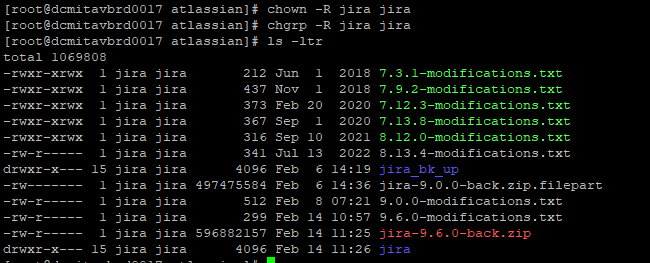 [root@dcmitavbrd0017 atlassian]# chown -R jira jira
[root@dcmitavbrd0017 atlassian]# chgrp -R jira jira
[root@dcmitavbrd0017 atlassian]# ls -ltr
total 1069808
-rwxr-xrwx 1 jira jira 212 Jun 1 2018 7.3.1-modifications.txt
-rwxr-xrwx 1 jira jira 437 Nov 1 2018 7.9.2-modifications.txt
-rwxr-xrwx 1 jira jira 373 Feb 20 2020 7.12.3-modifications.txt
-rwxr-xrwx 1 jira jira 367 Sep 1 2020 7.13.8-modifications.txt
-rwxr-xrwx 1 jira jira 316 Sep 10 2021 8.12.0-modifications.txt
-rw-r----- 1 jira jira 341 Jul 13 2022 8.13.4-modifications.txt
drwxr-x--- 15 jira jira 4096 Feb 6 14:19 jira_bk_up
-rw------- 1 jira jira 497475584 Feb 6 14:36 jira-9.0.0-back.zip.filepart
-rw-r----- 1 jira jira 512 Feb 8 07:21 9.0.0-modifications.txt
-rw-r----- 1 jira jira 299 Feb 14 10:57 9.6.0-modifications.txt
-rw-r----- 1 jira jira 596882157 Feb 14 11:25 jira-9.6.0-back.zip
drwxr-x--- 15 jira jira 4096 Feb 14 11:26 jira
[root@dcmitavbrd0017 atlassian]#